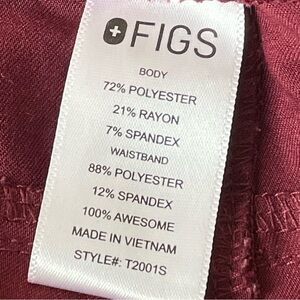 FIGS
BODY
72% POLYESTER
21% RAYON
7% SPANDEX
WAISTBAND
88% POLYESTER
12% SPANDEX
100% AWESOME
MADE IN VIETNAM
STYLE#: T2001S